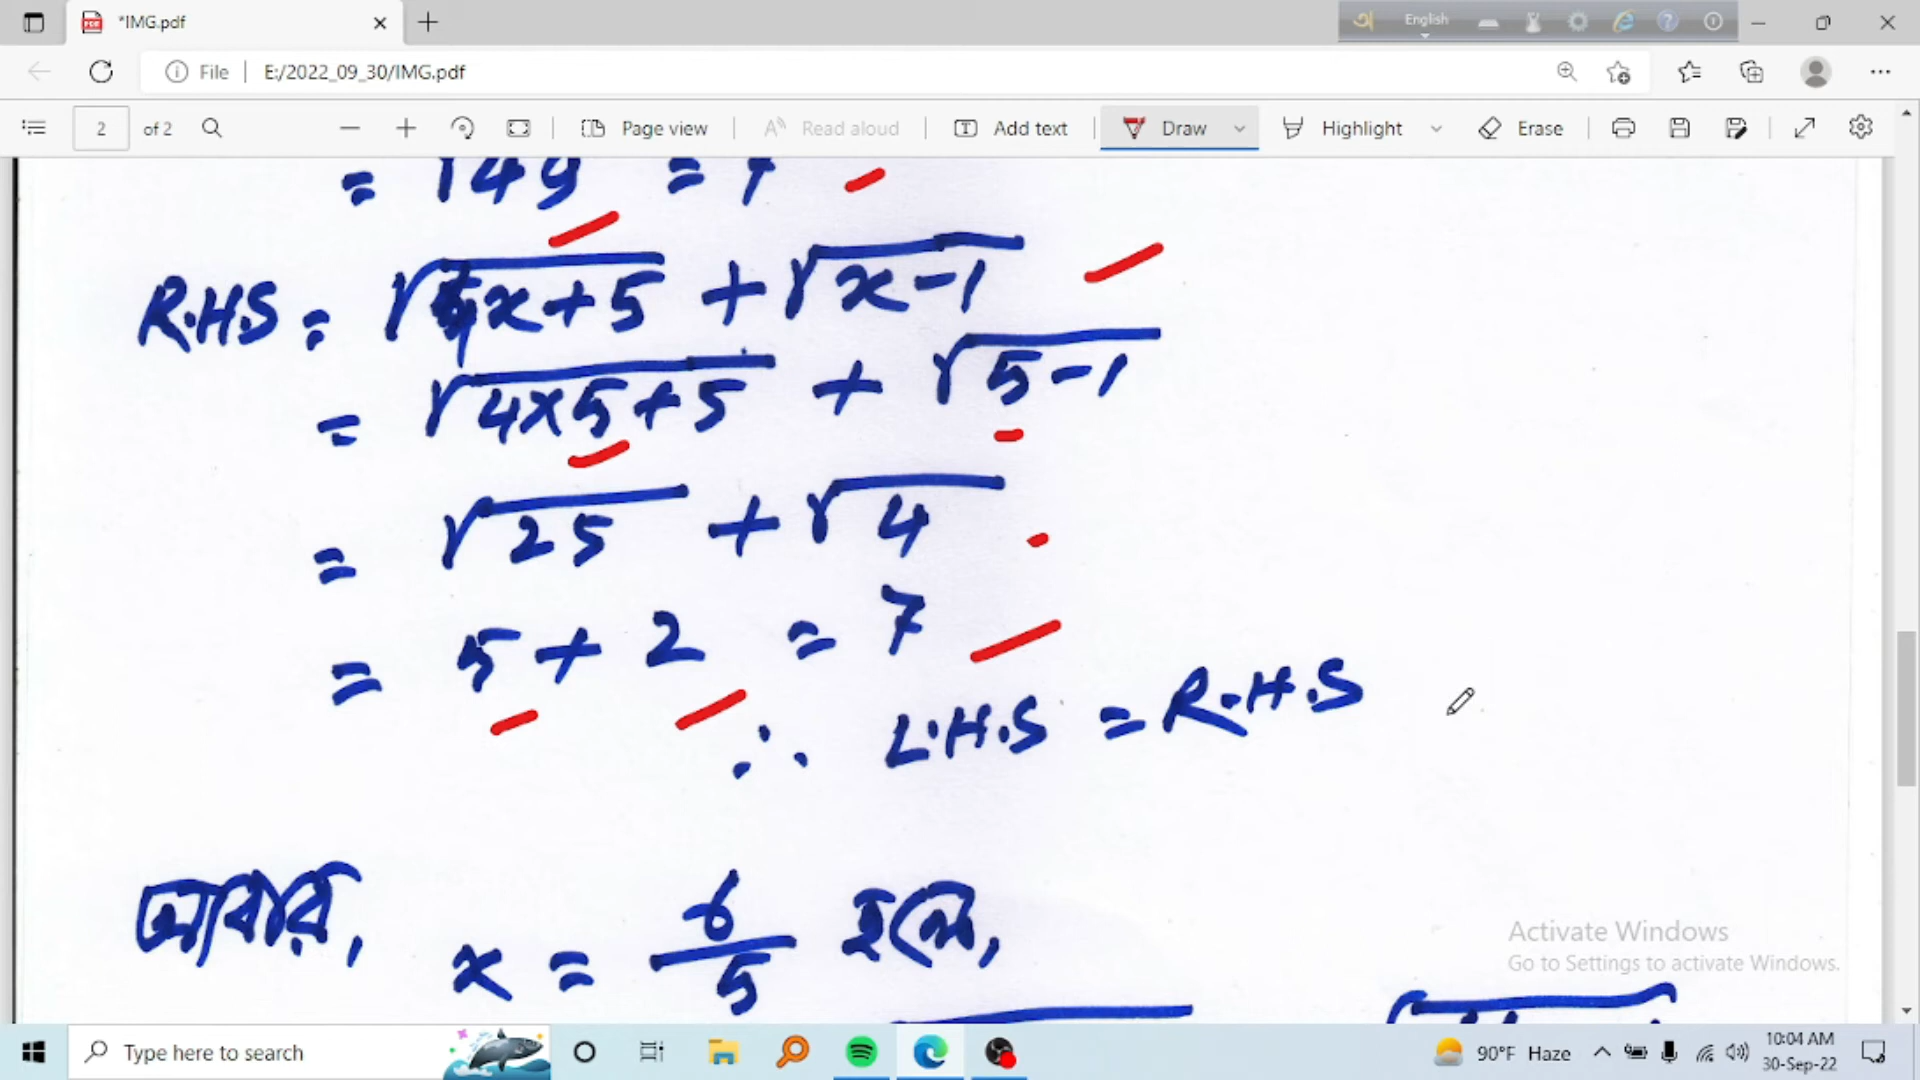 *IMG.pdf
English
File E:/2022_09_30/IMG.pdf
2 of 2 Page view Read aloud Add text Draw Highlight Erase
= √49 = 7
R.H.S = √4x+5 + √x-1
= √4x5+5 + √5-1
= √25 + √4
= 5 + 2 = 7
∴ L.H.S = R.H.S
আবার, x = 6/5 হলে,
Activate Windows
Go to Settings to activate Windows.
Type here to search
90°F Haze
10:04 AM
30-Sep-22